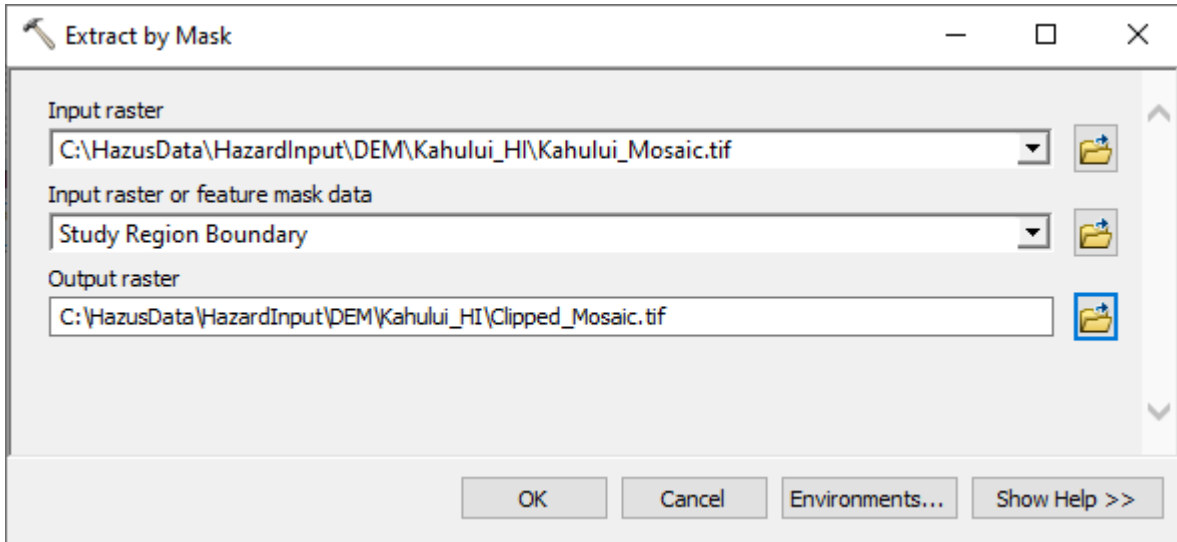 Extract by Mask
Input raster
C:\HazusData\HazardInput\DEM\Kahului_HI\Kahului_Mosaic.tif
Input raster or feature mask data
Study Region Boundary
Output raster
C:\HazusData\HazardInput\DEM\Kahului_HI\Clipped_Mosaic.tif
OK Cancel Environments... Show Help >>